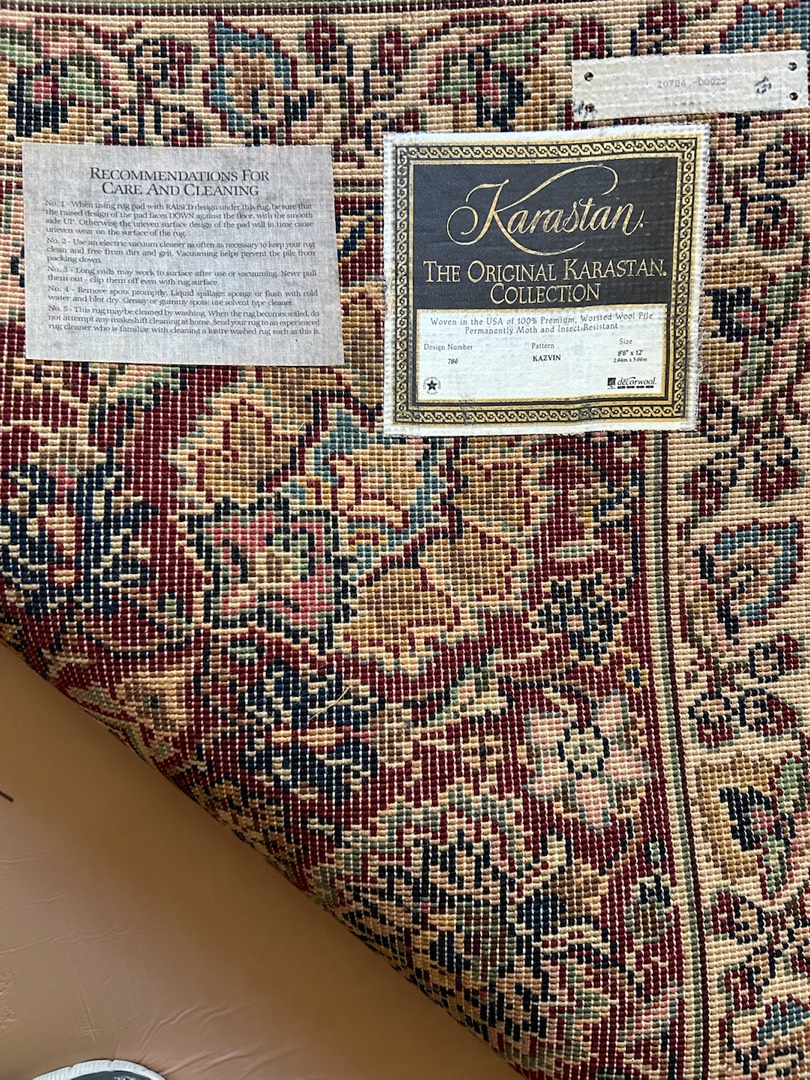 20784 -00022
RECOMMENDATIONS FOR
CARE AND CLEANING
No. 1 - When using rug pad with RAISED design under this rug, be sure that
the raised design of the pad faces DOWN against the floor, with the smooth
side UP. Otherwise the uneven surface design of the pad will in time cause
uneven wear on the surface of the rug.
No. 2 - Use an electric vacuum cleaner as often as necessary to keep your rug
clean and free from dirt and grit. Vacuuming helps prevent the pile from
packing down.
No. 3 - Long ends may work to surface after use or vacuuming. Never pull
them out - clip them off even with rug surface.
No. 4 - Remove spots promptly. Liquid spillage: sponge or flush with cold
water and blot dry. Greasy or gummy spots: use solvent type cleaner.
No. 5 - This rug may be cleaned by washing. When the rug becomes soiled, do
not attempt any makeshift cleaning at home. Send your rug to an experienced
rug cleaner who is familiar with cleaning a lustre washed rug such as this is.
Karastan®
THE ORIGINAL KARASTAN®
COLLECTION
Woven in the USA of 100% Premium, Worsted Wool Pile
Permanently Moth and Insect Resistant
Design Number Pattern Size
786 KAZVIN 8'8" x 12'
2.64m x 3.66m
decorwool